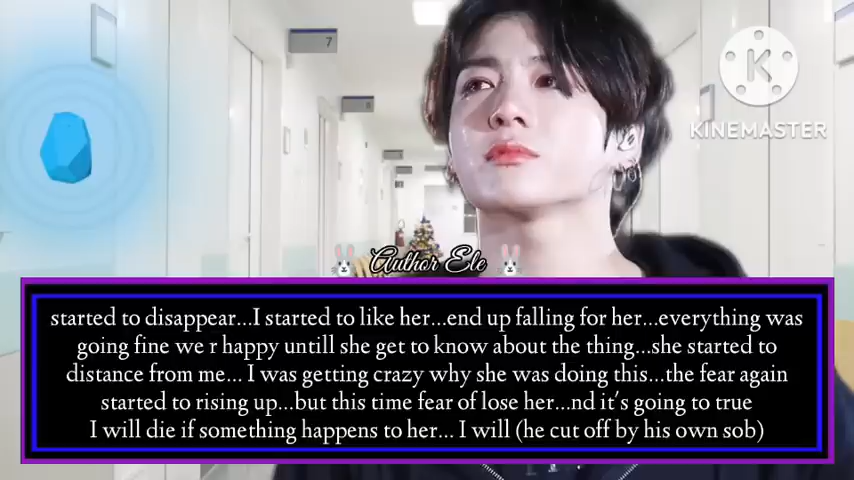 7
8
KINEMASTER
Author Ele
started to disappear...I started to like her...end up falling for her...everything was
going fine we r happy untill she get to know about the thing...she started to
distance from me... I was getting crazy why she was doing this...the fear again
started to rising up...but this time fear of lose her...nd it's going to true
I will die if something happens to her... I will (he cut off by his own sob)